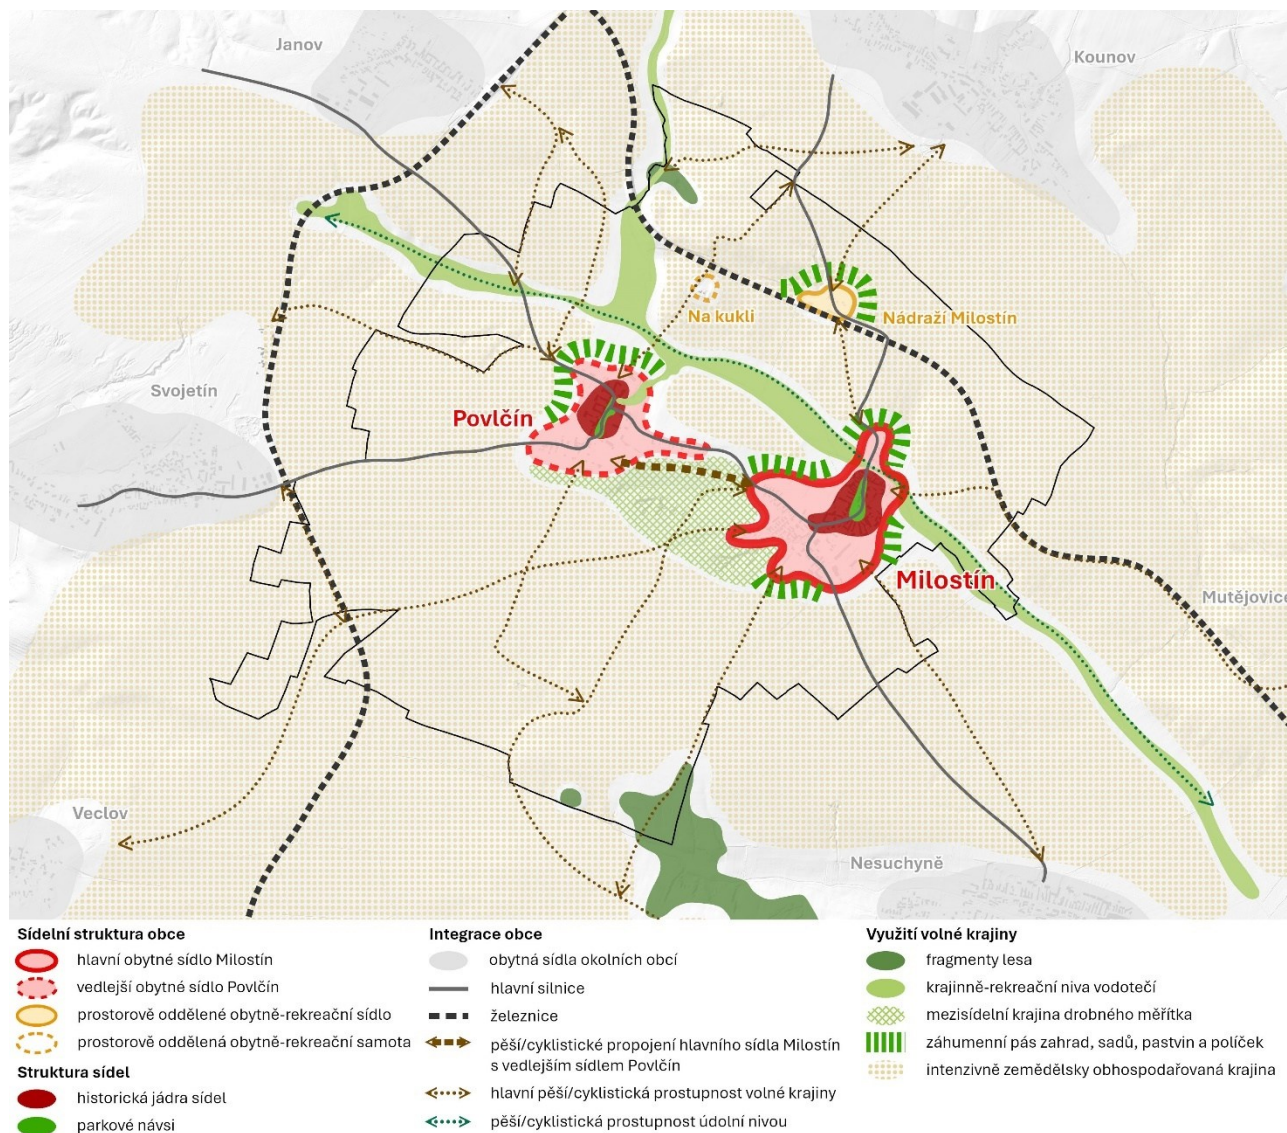 Janov
Kounov
Na kukli
Nádraží Milostín
Svojetín
Povlčín
Milostín
Mutějovice
Veclov
Nesuchyně
Sídelní struktura obce
hlavní obytné sídlo Milostín
vedlejší obytné sídlo Povlčín
prostorově oddělené obytně-rekreační sídlo
prostorově oddělená obytně-rekreační samota
Struktura sídel
historická jádra sídel
parkové návsi
Integrace obce
obytná sídla okolních obcí
hlavní silnice
železnice
pěší/cyklistické propojení hlavního sídla Milostín
s vedlejším sídlem Povlčín
hlavní pěší/cyklistická prostupnost volné krajiny
pěší/cyklistická prostupnost údolní nivou
Využití volné krajiny
fragmenty lesa
krajinně-rekreační niva vodotečí
mezisídelní krajina drobného měřítka
záhumenní pás zahrad, sadů, pastvin a políček
intenzivně zemědělsky obhospodařovaná krajina